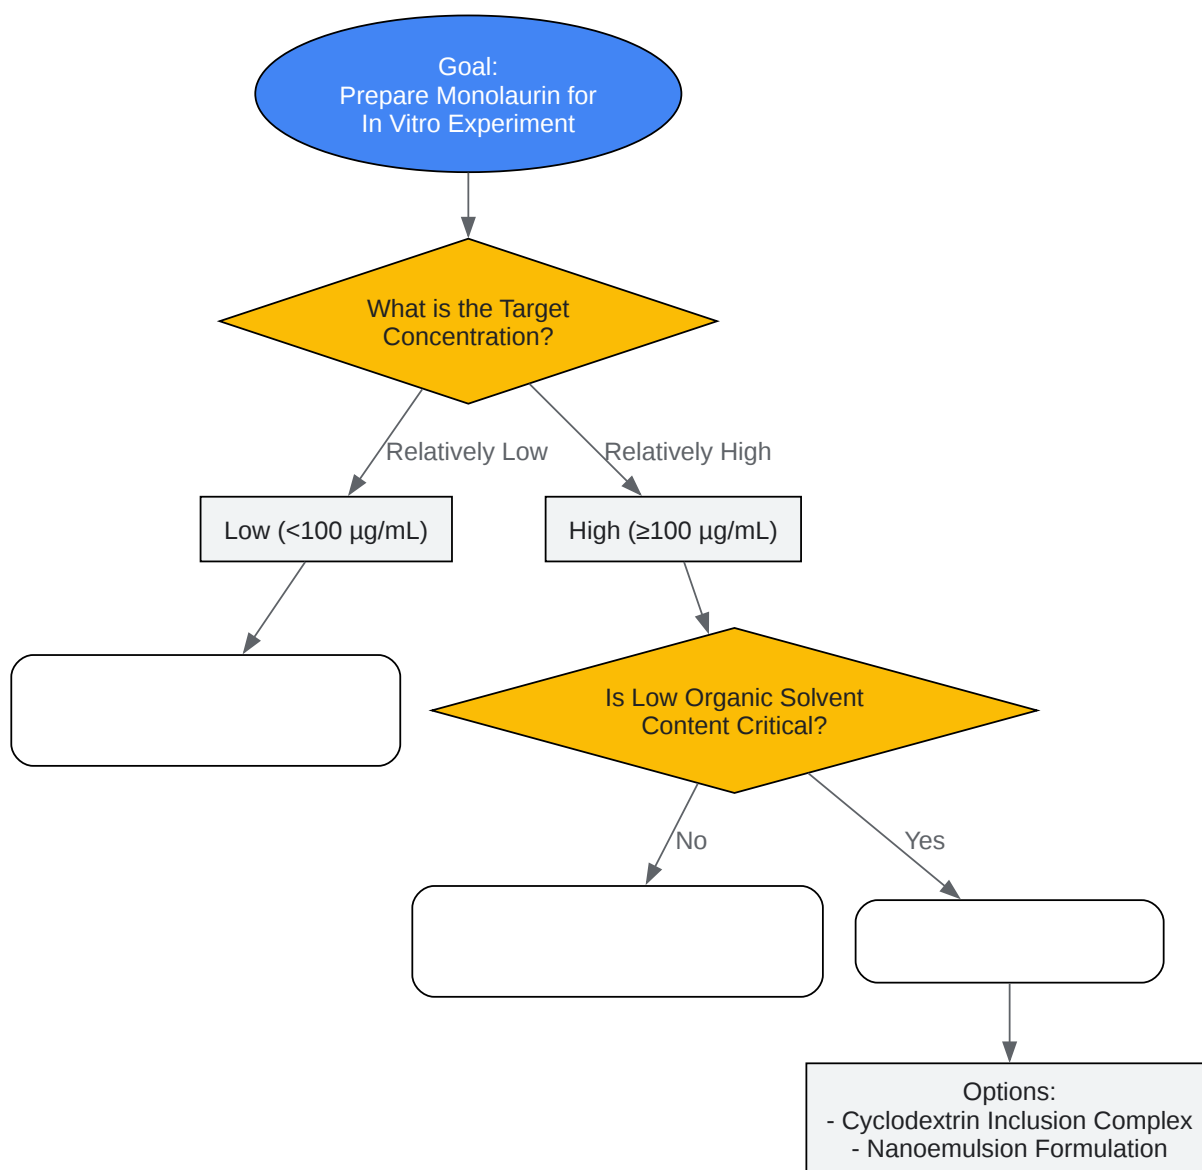 Goal:
Prepare Monolaurin for
In Vitro Experiment
What is the Target
Concentration?
Relatively Low
Relatively High
Low (<100 µg/mL)
High (≥100 µg/mL)
Is Low Organic Solvent
Content Critical?
No
Yes
Options:
- Cyclodextrin Inclusion Complex
- Nanoemulsion Formulation